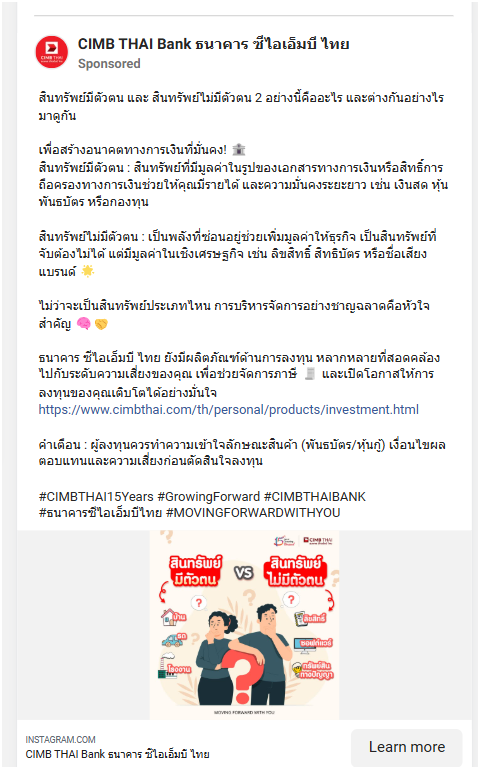 CIMB THAI Bank ธนาคาร ซีไอเอ็มบี ไทย
Sponsored
สินทรัพย์มีตัวตน และ สินทรัพย์ไม่มีตัวตน 2 อย่างนี้คืออะไร และต่างกันอย่างไร
มาดูกัน
เพื่อสร้างอนาคตทางการเงินที่มั่นคง! 🏦
สินทรัพย์มีตัวตน : สินทรัพย์ที่มีมูลค่าในรูปของเอกสารทางการเงินหรือสิทธิ์การ
ถือครองทางการเงินช่วยให้คุณมีรายได้ และความมั่นคงระยะยาว เช่น เงินสด หุ้น
พันธบัตร หรือกองทุน
สินทรัพย์ไม่มีตัวตน : เป็นพลังที่ซ่อนอยู่ช่วยเพิ่มมูลค่าให้ธุรกิจ เป็นสินทรัพย์ที่
จับต้องไม่ได้ แต่มีมูลค่าในเชิงเศรษฐกิจ เช่น ลิขสิทธิ์ สิทธิบัตร หรือชื่อเสียง
แบรนด์ 🌟
ไม่ว่าจะเป็นสินทรัพย์ประเภทไหน การบริหารจัดการอย่างชาญฉลาดคือหัวใจ
สำคัญ 🧠 🤝
ธนาคาร ซีไอเอ็มบี ไทย ยังมีผลิตภัณฑ์ด้านการลงทุน หลากหลายที่สอดคล้อง
ไปกับระดับความเสี่ยงของคุณ เพื่อช่วยจัดการภาษี 🧾 และเปิดโอกาสให้การ
ลงทุนของคุณเติบโตได้อย่างมั่นใจ
https://www.cimbthai.com/th/personal/products/investment.html
คำเตือน : ผู้ลงทุนควรทำความเข้าใจลักษณะสินค้า (พันธบัตร/หุ้นกู้) เงื่อนไขผล
ตอบแทนและความเสี่ยงก่อนตัดสินใจลงทุน
#CIMBTHAI15Years #GrowingForward #CIMBTHAIBANK
#ธนาคารซีไอเอ็มบีไทย #MOVINGFORWARDWITHYOU
CIMB THAI
สินทรัพย์
มีตัวตน
VS
สินทรัพย์
ไม่มีตัวตน
บ้าน
รถ
โรงงาน
ลิขสิทธิ์
ซอฟท์แวร์
ทรัพย์สิน
ทางปัญญา
MOVING FORWARD WITH YOU
INSTAGRAM.COM
CIMB THAI Bank ธนาคาร ซีไอเอ็มบี ไทย
Learn more